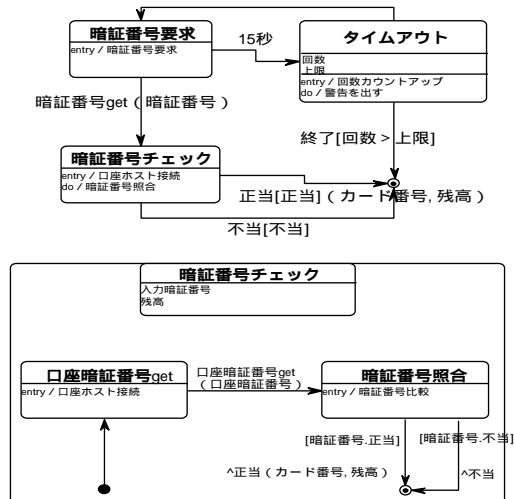 暗証番号要求
entry / 暗証番号要求
15秒
タイムアウト
回数
上限
entry / 回数カウントアップ
do / 警告を出す
暗証番号get ( 暗証番号 )
終了[回数 > 上限]
暗証番号チェック
entry / 口座ホスト接続
do / 暗証番号照合
正当[正当] ( カード番号, 残高 )
不当[不当]
暗証番号チェック
入力暗証番号
残高
口座暗証番号get
entry / 口座ホスト接続
口座暗証番号get
( 口座暗証番号 )
暗証番号照合
entry / 暗証番号比較
[暗証番号.正当]
[暗証番号.不当]
^正当 ( カード番号, 残高 )
^不当